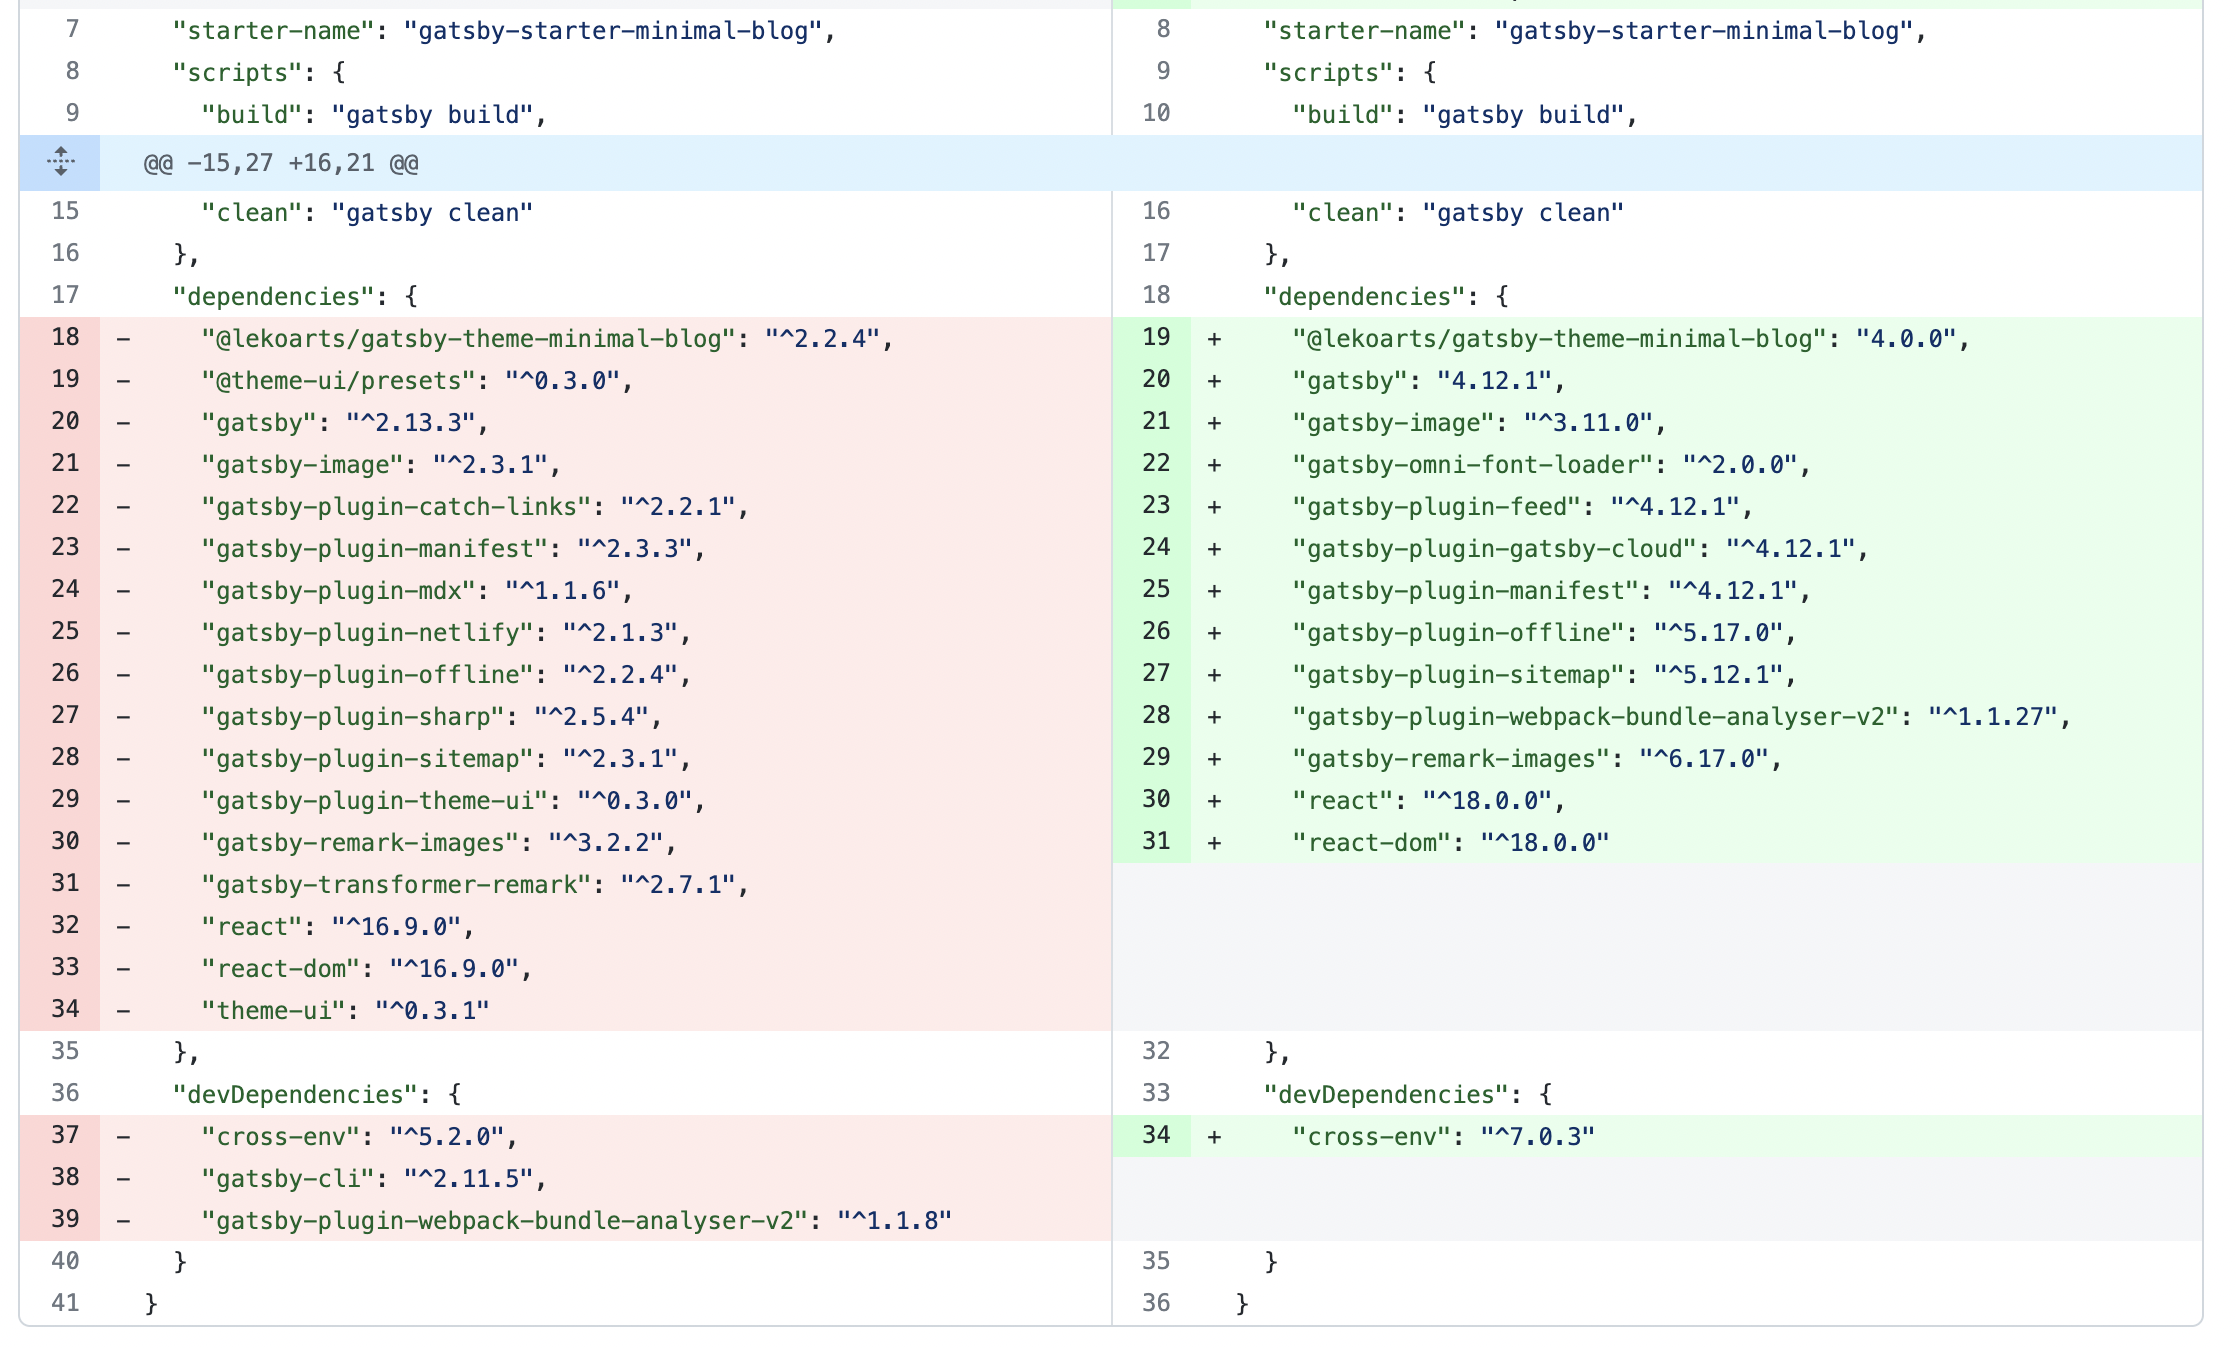 7 "starter-name": "gatsby-starter-minimal-blog",
8 "scripts": {
9 "build": "gatsby build",
8 "starter-name": "gatsby-starter-minimal-blog",
9 "scripts": {
10 "build": "gatsby build",
@@ -15,27 +16,21 @@
15 "clean": "gatsby clean"
16 },
17 "dependencies": {
18 - "@lekoarts/gatsby-theme-minimal-blog": "^2.2.4",
19 - "@theme-ui/presets": "^0.3.0",
20 - "gatsby": "^2.13.3",
21 - "gatsby-image": "^2.3.1",
22 - "gatsby-plugin-catch-links": "^2.2.1",
23 - "gatsby-plugin-manifest": "^2.3.3",
24 - "gatsby-plugin-mdx": "^1.1.6",
25 - "gatsby-plugin-netlify": "^2.1.3",
26 - "gatsby-plugin-offline": "^2.2.4",
27 - "gatsby-plugin-sharp": "^2.5.4",
28 - "gatsby-plugin-sitemap": "^2.3.1",
29 - "gatsby-plugin-theme-ui": "^0.3.0",
30 - "gatsby-remark-images": "^3.2.2",
31 - "gatsby-transformer-remark": "^2.7.1",
32 - "react": "^16.9.0",
33 - "react-dom": "^16.9.0",
34 - "theme-ui": "^0.3.1"
35 },
36 "devDependencies": {
37 - "cross-env": "^5.2.0",
38 - "gatsby-cli": "^2.11.5",
39 - "gatsby-plugin-webpack-bundle-analyser-v2": "^1.1.8"
40 }
41 }
16 "clean": "gatsby clean"
17 },
18 "dependencies": {
19 + "@lekoarts/gatsby-theme-minimal-blog": "4.0.0",
20 + "gatsby": "4.12.1",
21 + "gatsby-image": "^3.11.0",
22 + "gatsby-omni-font-loader": "^2.0.0",
23 + "gatsby-plugin-feed": "^4.12.1",
24 + "gatsby-plugin-gatsby-cloud": "^4.12.1",
25 + "gatsby-plugin-manifest": "^4.12.1",
26 + "gatsby-plugin-offline": "^5.17.0",
27 + "gatsby-plugin-sitemap": "^5.12.1",
28 + "gatsby-plugin-webpack-bundle-analyser-v2": "^1.1.27",
29 + "gatsby-remark-images": "^6.17.0",
30 + "react": "^18.0.0",
31 + "react-dom": "^18.0.0"
32 },
33 "devDependencies": {
34 + "cross-env": "^7.0.3"
35 }
36 }